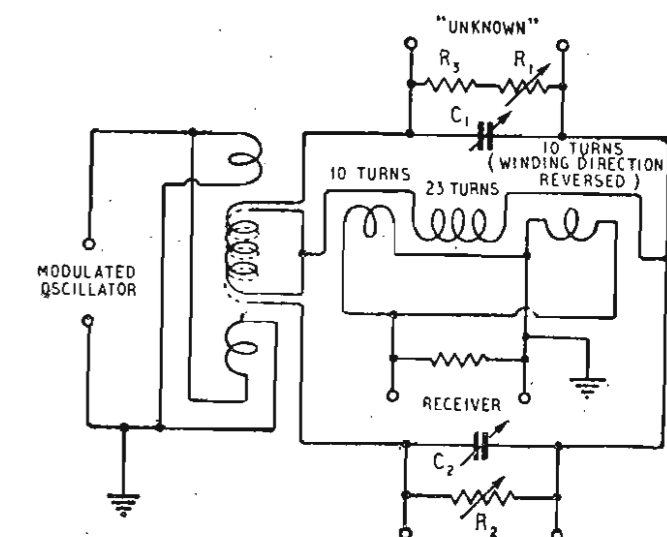 "UNKNOWN"
R3 R1
C1
10 TURNS
(WINDING DIRECTION
REVERSED)
10 TURNS
23 TURNS
MODULATED
OSCILLATOR
RECEIVER
C2
R2